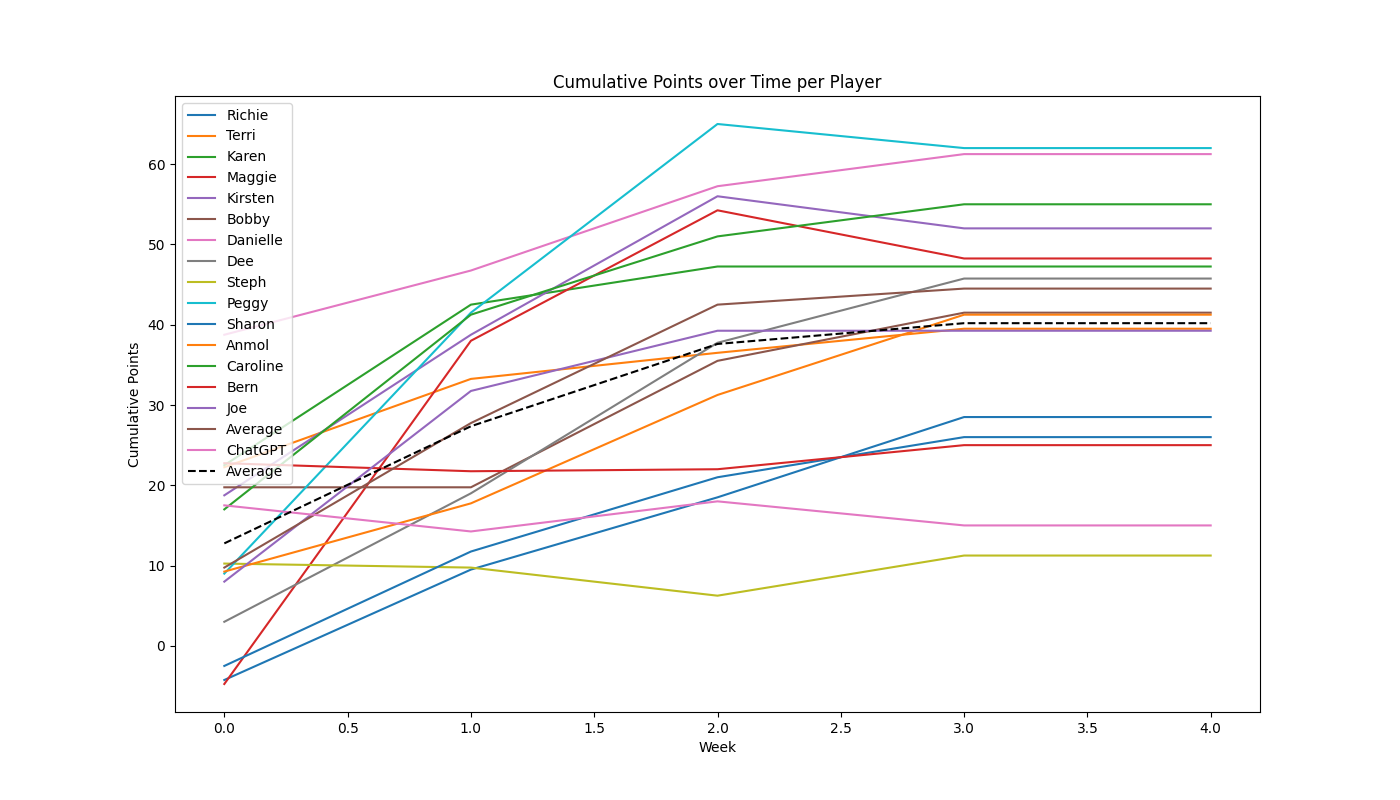 Cumulative Points over Time per Player
Richie
Terri
Karen
Maggie
Kirsten
Bobby
Danielle
Dee
Steph
Peggy
Sharon
Anmol
Caroline
Bern
Joe
Average
ChatGPT
Average
Cumulative Points
60
50
40
30
20
10
0
0.0 0.5 1.0 1.5 2.0 2.5 3.0 3.5 4.0
Week